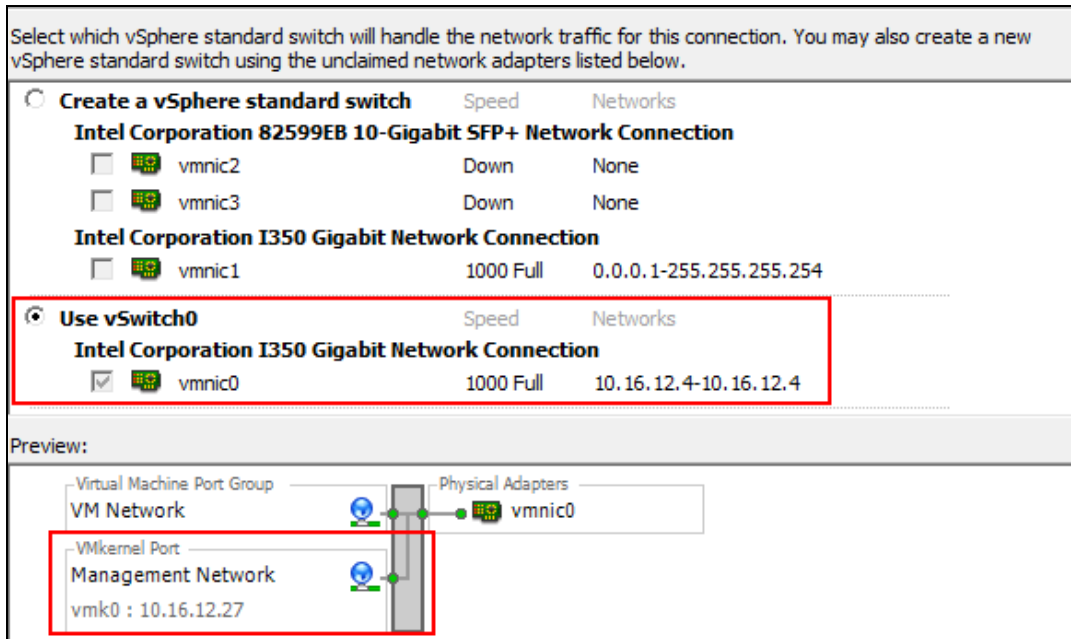 Select which vSphere standard switch will handle the network traffic for this connection. You may also create a new
vSphere standard switch using the unclaimed network adapters listed below.
Create a vSphere standard switch Speed Networks
Intel Corporation 82599EB 10-Gigabit SFP+ Network Connection
vmnic2 Down None
vmnic3 Down None
Intel Corporation I350 Gigabit Network Connection
vmnic1 1000 Full 0.0.0.1-255.255.255.254
Use vSwitch0 Speed Networks
Intel Corporation I350 Gigabit Network Connection
vmnic0 1000 Full 10.16.12.4-10.16.12.4
Preview:
Virtual Machine Port Group Physical Adapters
VM Network vmnic0
VMkernel Port
Management Network
vmk0 : 10.16.12.27